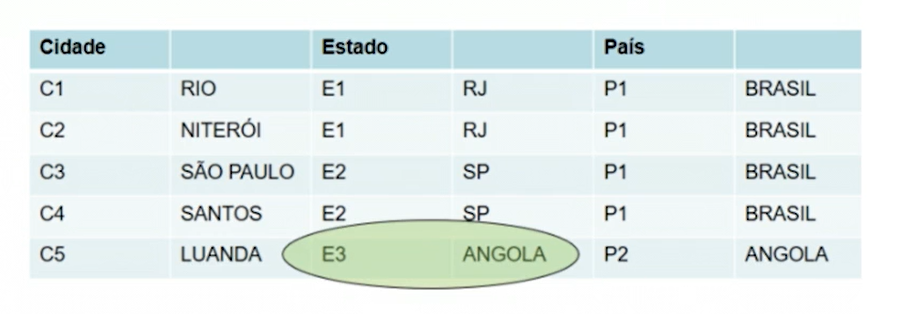 Cidade Estado País
C1 RIO E1 RJ P1 BRASIL
C2 NITERÓI E1 RJ P1 BRASIL
C3 SÃO PAULO E2 SP P1 BRASIL
C4 SANTOS E2 SP P1 BRASIL
C5 LUANDA E3 ANGOLA P2 ANGOLA